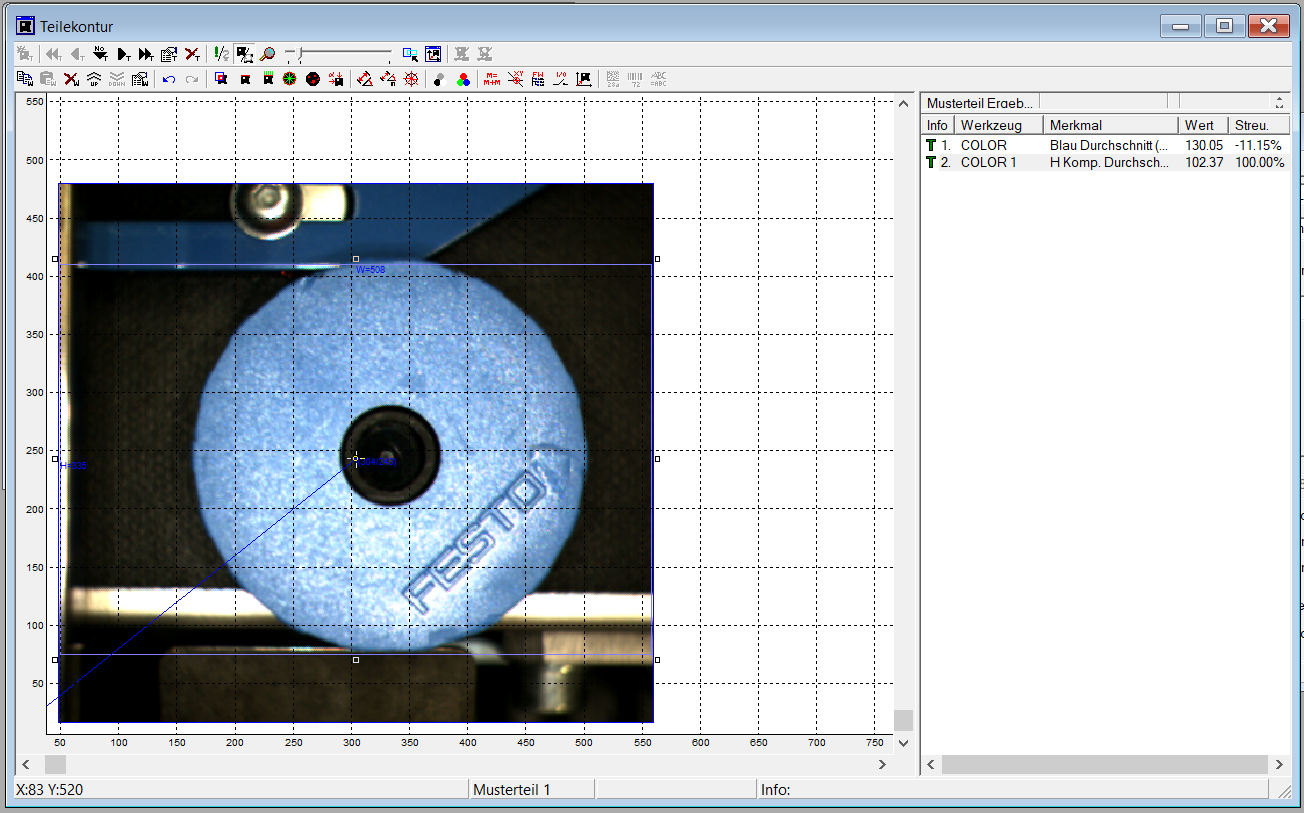 Teilekontur
Musterteil Ergeb...
Info Werkzeug Merkmal Wert Streu.
T 1. COLOR Blau Durchschnitt (... 130.05 -11.15%
T 2. COLOR 1 H Komp. Durchsch... 102.37 100.00%
550
500
450
400
350
300
250
200
150
100
50
W=508
FESTO
50 100 150 200 250 300 350 400 450 500 550 600 650 700 750
X:83 Y:520 Musterteil 1 Info: